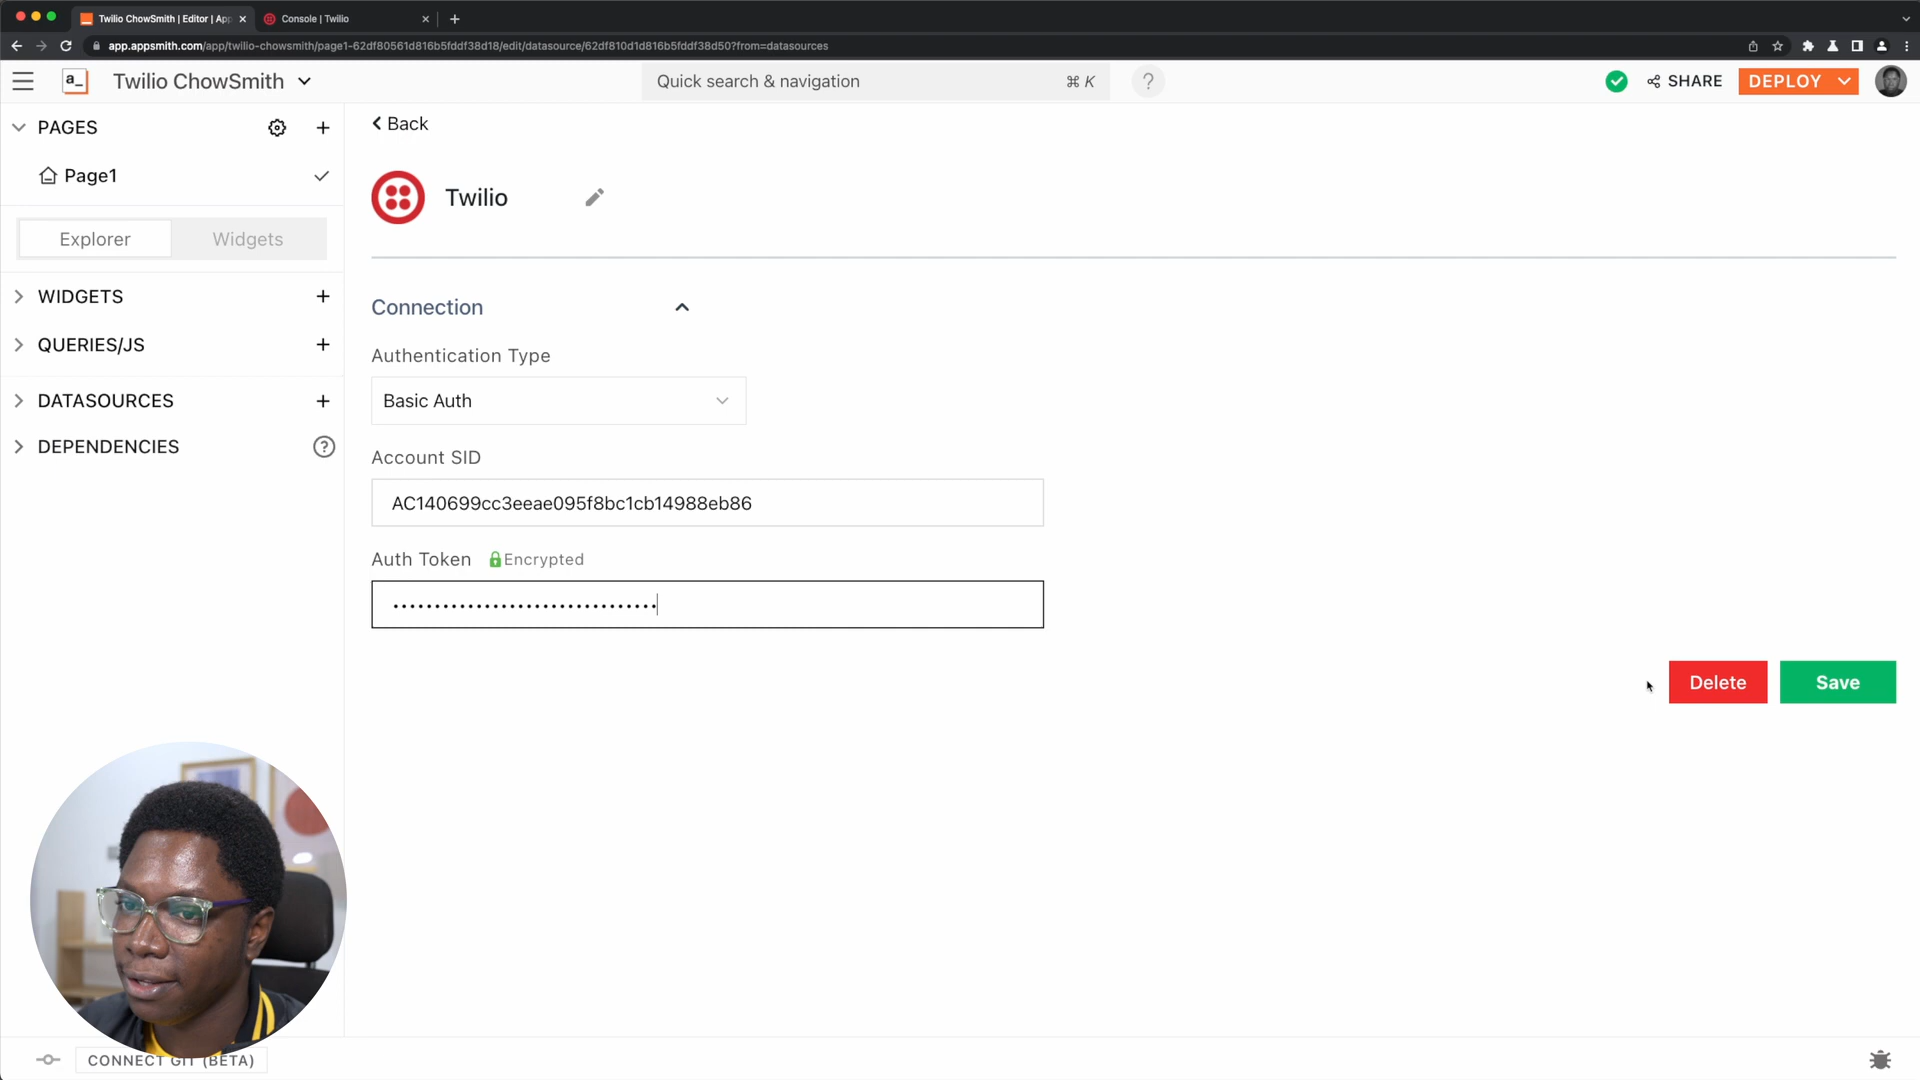 Twilio ChowSmith | Editor | App
Console | Twilio
app.appsmith.com/app/twilio-chowsmith/page1-62df80561d816b5fddf38d18/edit/datasource/62df810d1d816b5fddf38d50?from=datasources
a_
Twilio ChowSmith
Quick search & navigation
⌘ K
?
SHARE
DEPLOY
PAGES
Page1
Explorer
Widgets
WIDGETS
QUERIES/JS
DATASOURCES
DEPENDENCIES
?
Back
Twilio
Connection
Authentication Type
Basic Auth
Account SID
AC140699cc3eeae095f8bc1cb14988eb86
Auth Token
Encrypted
Delete
Save
CONNECT GIT (BETA)